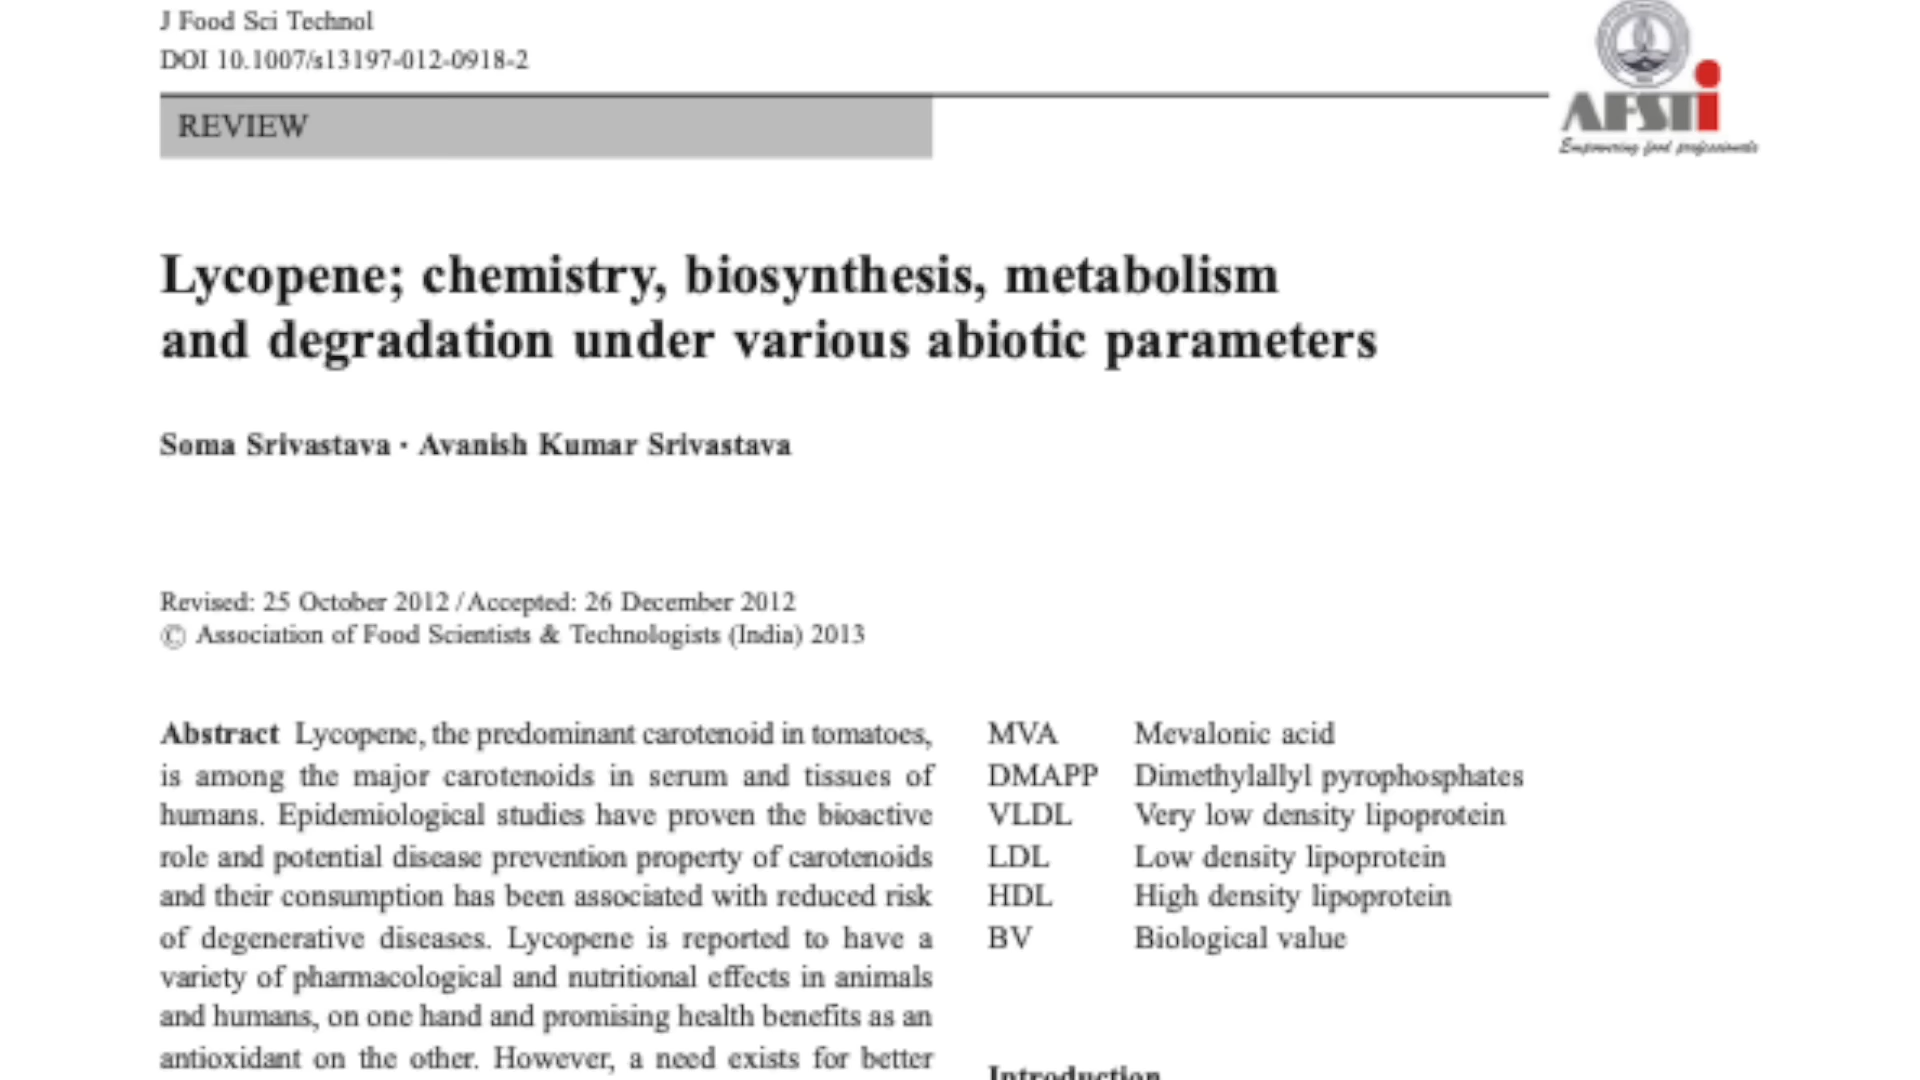 J Food Sci Technol
DOI 10.1007/s13197-012-0918-2
REVIEW
AFSTi
Empowering food professionals
Lycopene; chemistry, biosynthesis, metabolism
and degradation under various abiotic parameters
Soma Srivastava · Avanish Kumar Srivastava
Revised: 25 October 2012 / Accepted: 26 December 2012
© Association of Food Scientists & Technologists (India) 2013
Abstract Lycopene, the predominant carotenoid in tomatoes,
is among the major carotenoids in serum and tissues of
humans. Epidemiological studies have proven the bioactive
role and potential disease prevention property of carotenoids
and their consumption has been associated with reduced risk
of degenerative diseases. Lycopene is reported to have a
variety of pharmacological and nutritional effects in animals
and humans, on one hand and promising health benefits as an
antioxidant on the other. However, a need exists for better
MVA Mevalonic acid
DMAPP Dimethylallyl pyrophosphates
VLDL Very low density lipoprotein
LDL Low density lipoprotein
HDL High density lipoprotein
BV Biological value
Introduction